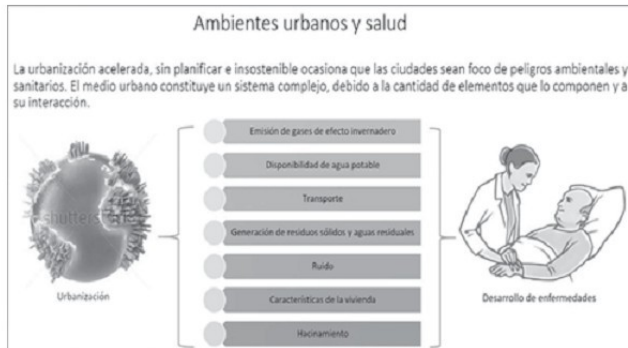 Ambientes urbanos y salud
La urbanización acelerada, sin planificar e insostenible ocasiona que las ciudades sean foco de peligros ambientales y
sanitarios. El medio urbano constituye un sistema complejo, debido a la cantidad de elementos que lo componen y a
su interacción.
Emisión de gases de efecto invernadero
Disponibilidad de agua potable
Transporte
Generación de residuos sólidos y aguas residuales
Ruido
Características de la vivienda
Hacinamiento
Urbanización
Desarrollo de enfermedades